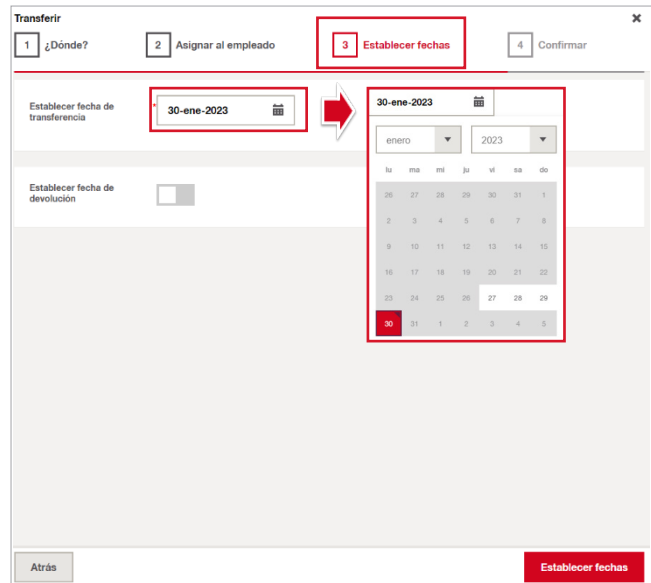 Transferir
1 ¿Dónde? 2 Asignar al empleado 3 Establecer fechas 4 Confirmar
Establecer fecha de
transferencia
* 30-ene-2023
30-ene-2023
enero 2023
lu ma mi ju vi sa do
26 27 28 29 30 31 1
2 3 4 5 6 7 8
9 10 11 12 13 14 15
16 17 18 19 20 21 22
23 24 25 26 27 28 29
30 31 1 2 3 4 5
Establecer fecha de
devolución
Atrás Establecer fechas